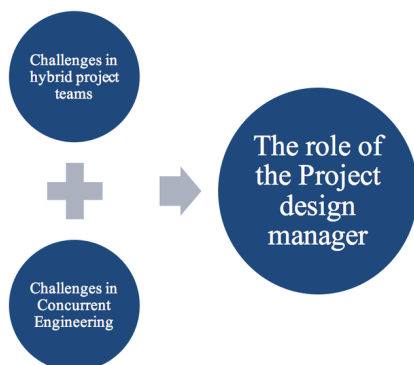 Challenges in
hybrid project
teams
The role of
the Project
design
manager
Challenges in
Concurrent
Engineering